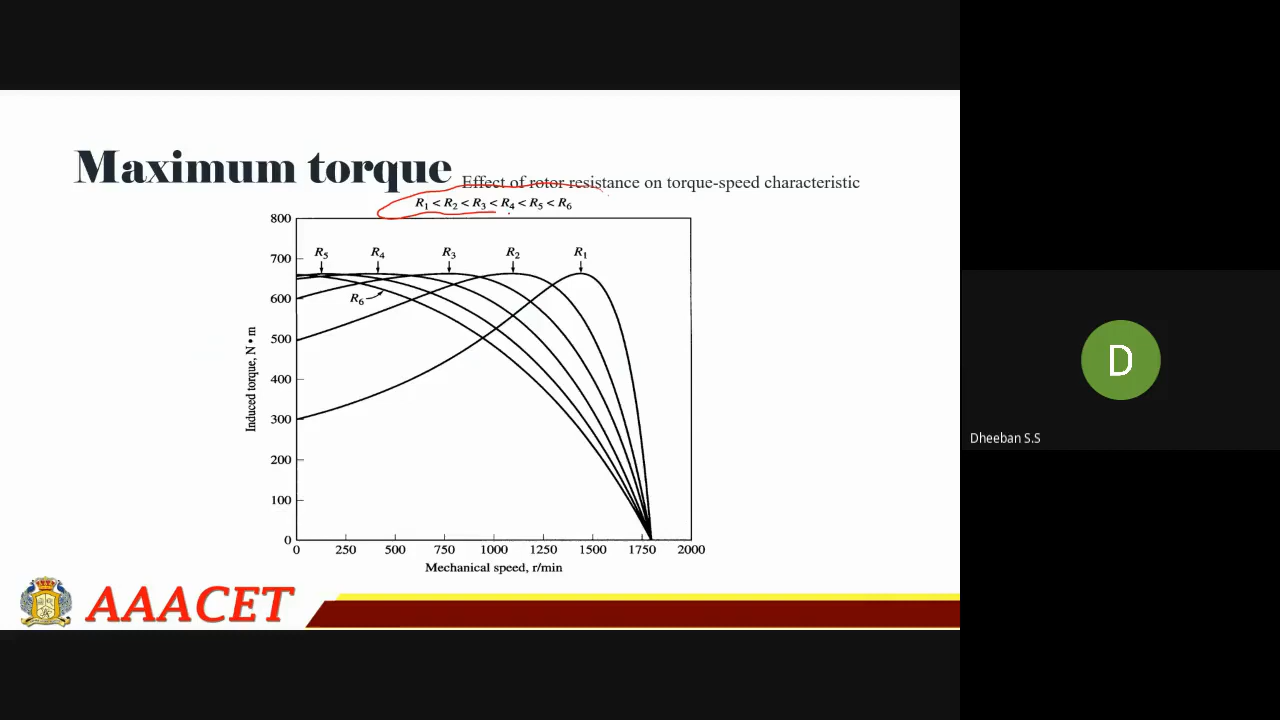 Maximum torque
Effect of rotor resistance on torque-speed characteristic
R1 < R2 < R3 < R4 < R5 < R6
800
700
600
500
400
300
200
100
0
Induced torque, N • m
R5 R4 R3 R2 R1
R6
0 250 500 750 1000 1250 1500 1750 2000
Mechanical speed, r/min
AAACET
D
Dheeban S.S